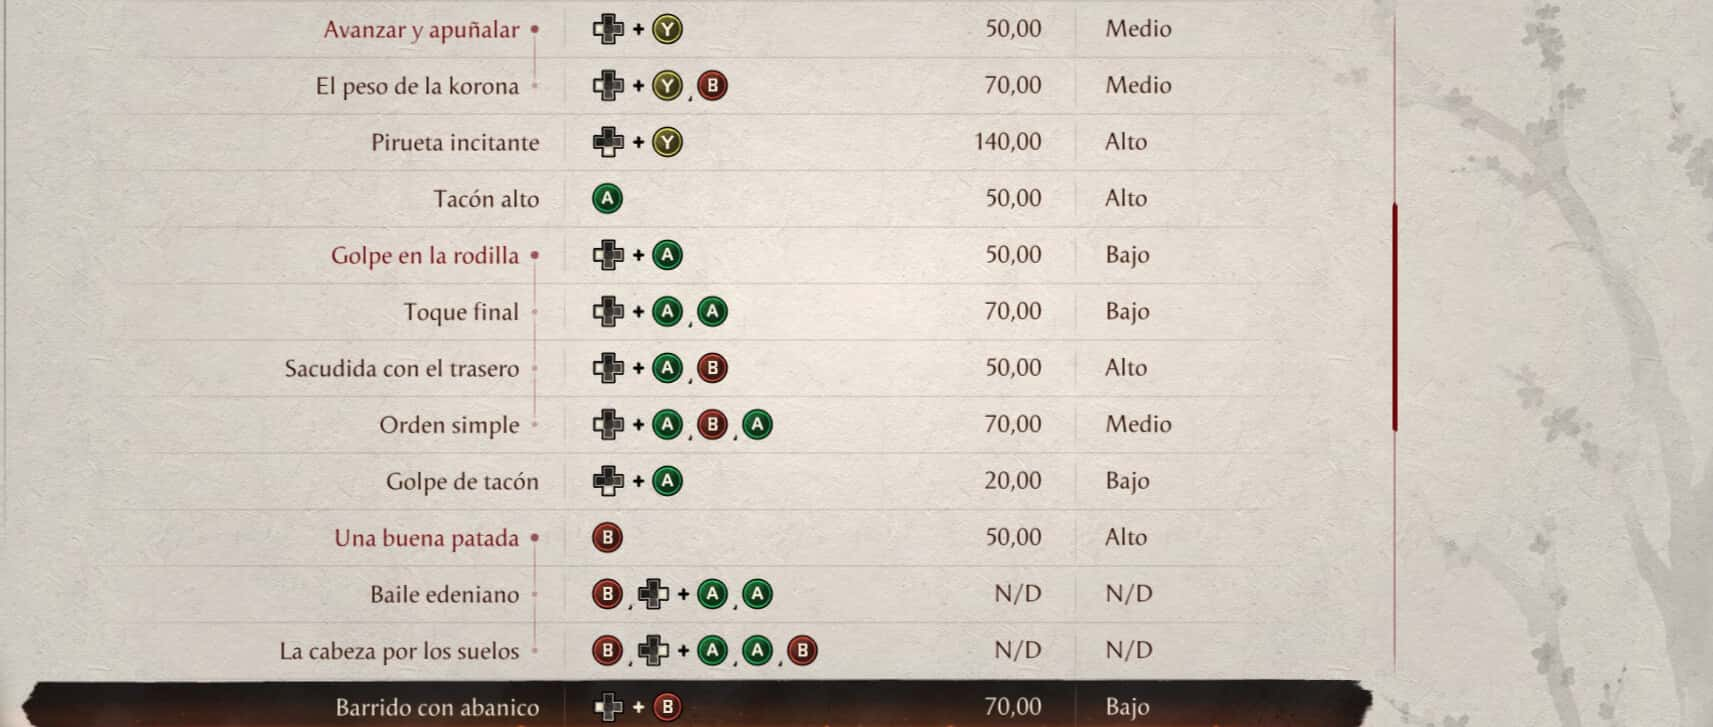 Avanzar y apuñalar + Y 50,00 Medio
El peso de la korona + Y , B 70,00 Medio
Pirueta incitante + Y 140,00 Alto
Tacón alto A 50,00 Alto
Golpe en la rodilla + A 50,00 Bajo
Toque final + A , A 70,00 Bajo
Sacudida con el trasero + A , B 50,00 Alto
Orden simple + A , B , A 70,00 Medio
Golpe de tacón + A 20,00 Bajo
Una buena patada B 50,00 Alto
Baile edeniano B , + A , A N/D N/D
La cabeza por los suelos B , + A , A , B N/D N/D
Barrido con abanico + B 70,00 Bajo